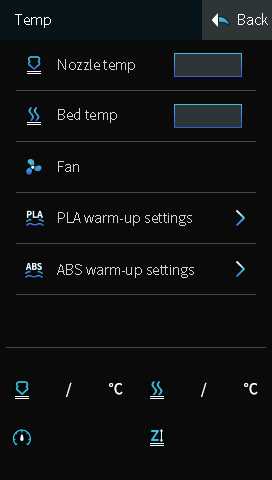 Temp
Back
Nozzle temp
Bed temp
Fan
PLA
PLA warm-up settings
ABS
ABS warm-up settings
/ °C / °C
Z